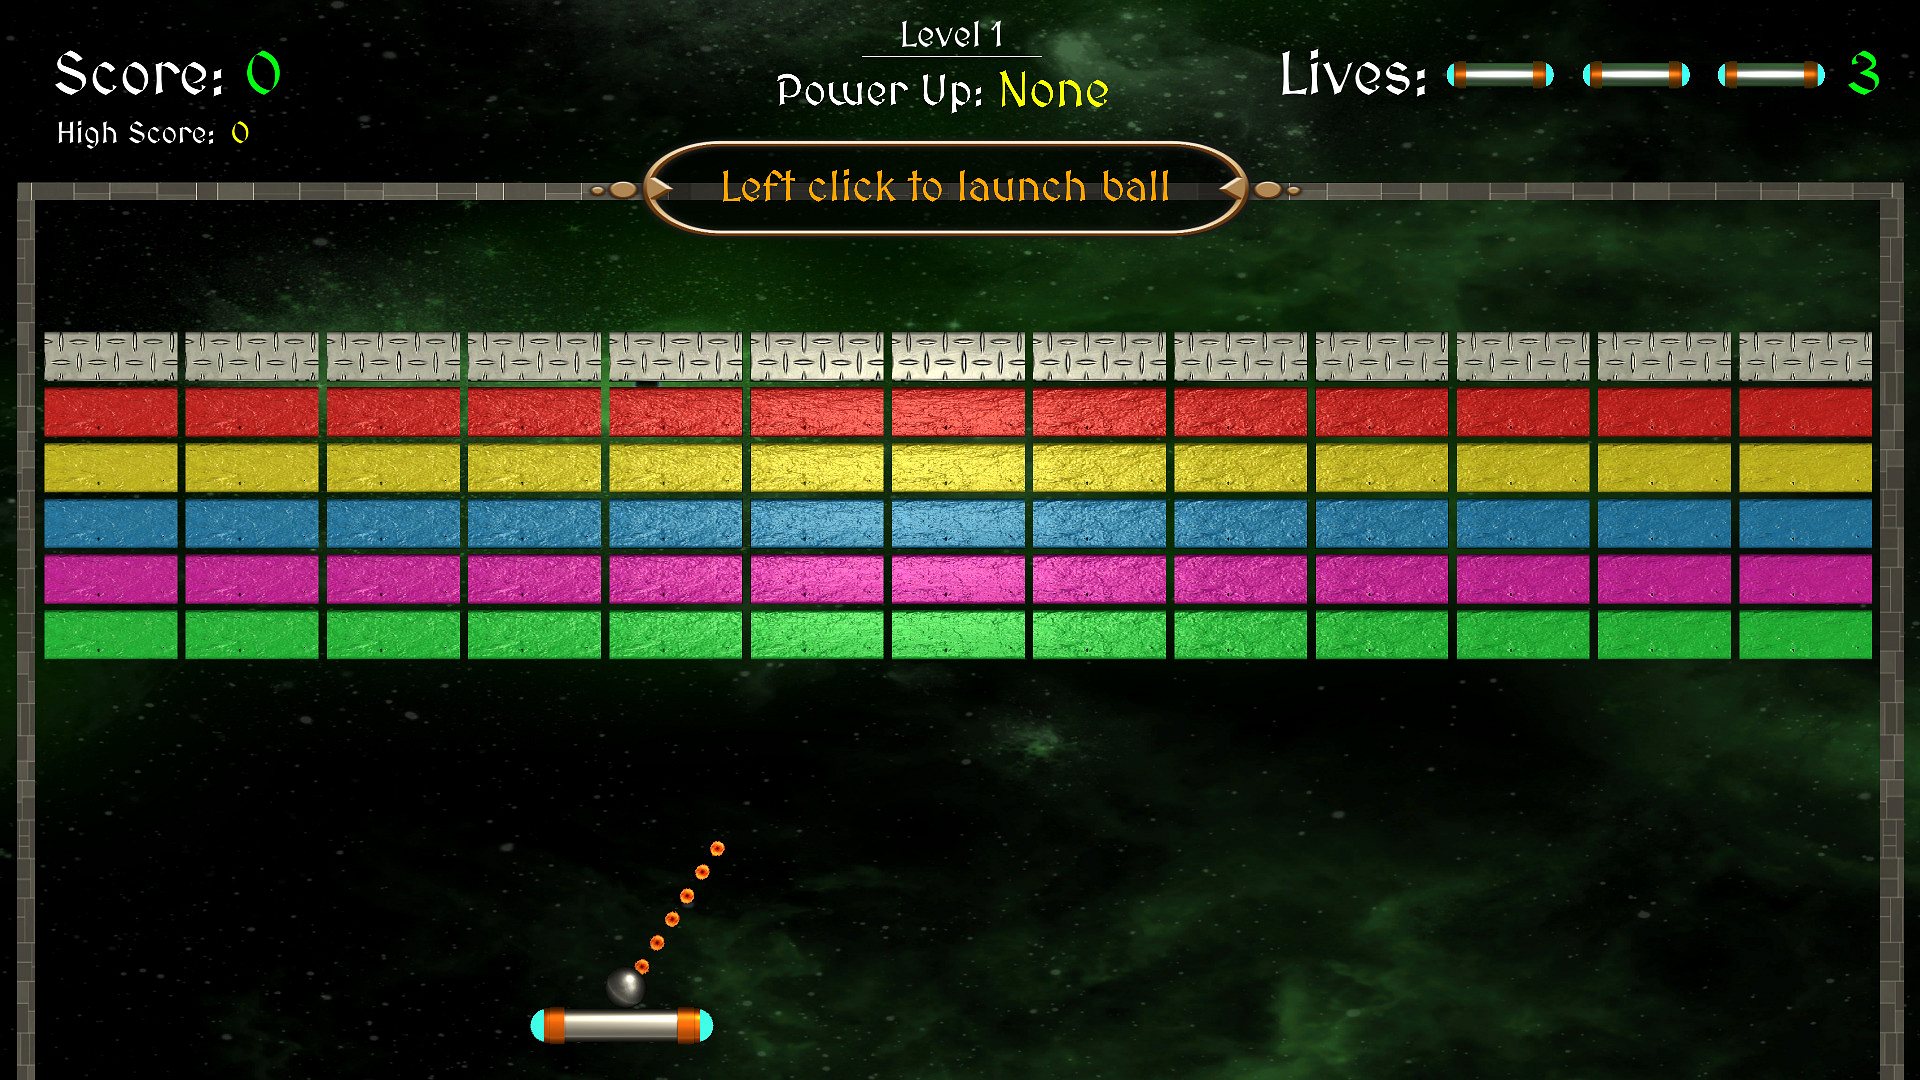 Level 1
Score: 0
Power Up: None
Lives: 3
High Score: 0
Left click to launch ball